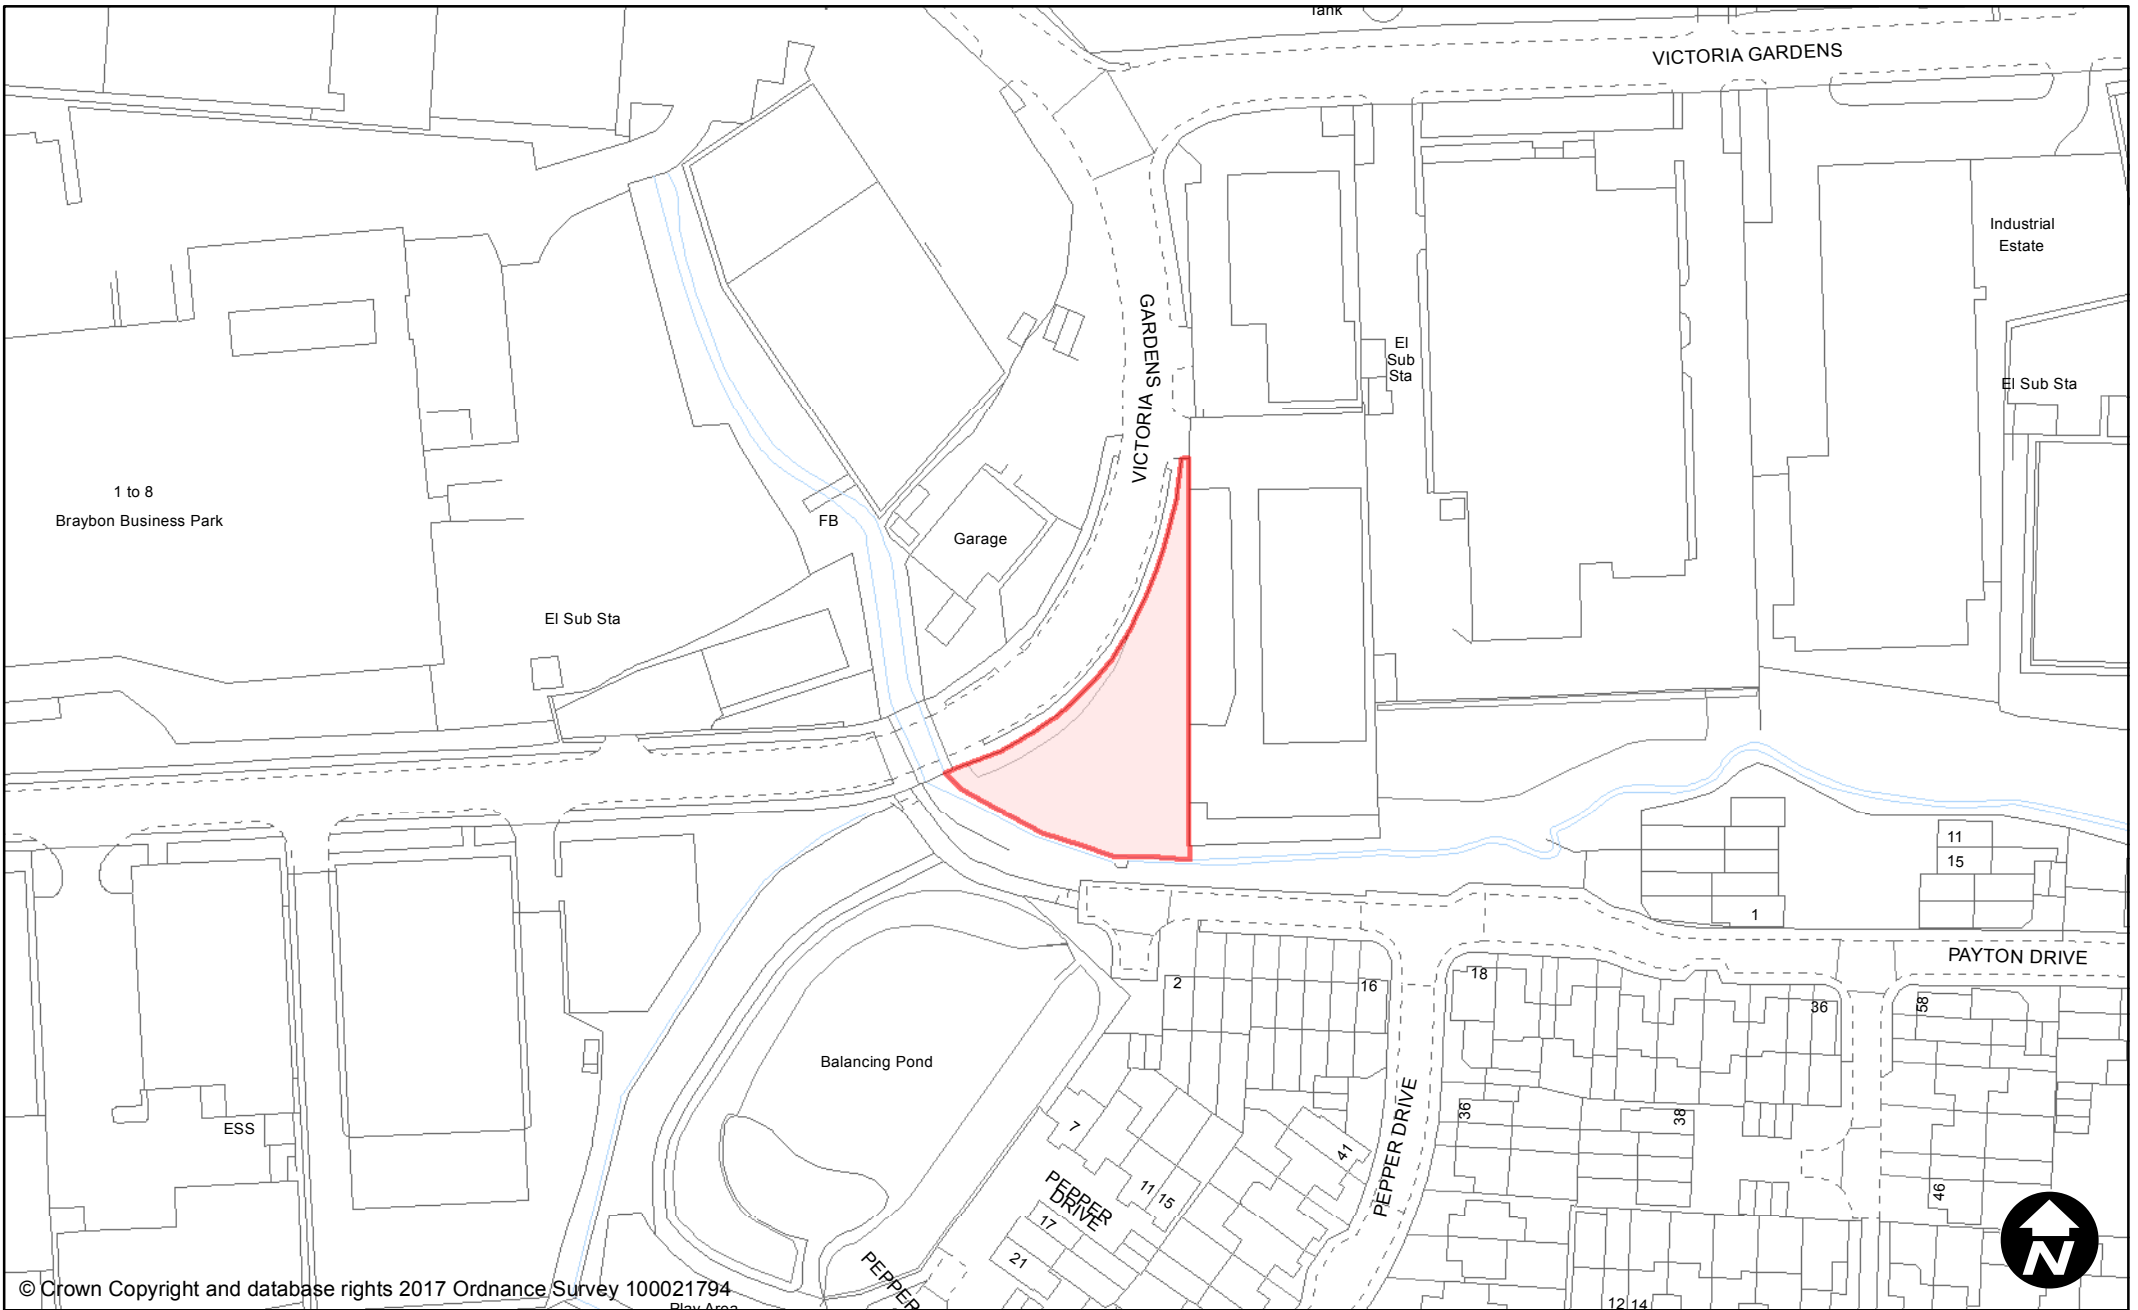 Tank
VICTORIA GARDENS
Industrial
Estate
VICTORIA GARDENS
El
Sub
Sta
El Sub Sta
1 to 8
Braybon Business Park
FB
Garage
El Sub Sta
11
15
1
PAYTON DRIVE
2
16
18
36
58
Balancing Pond
7
11
15
41
36
38
46
PEPPER DRIVE
PEPPER
DRIVE
17
21
ESS
PEPPER
© Crown Copyright and database rights 2017 Ordnance Survey 100021794
Play Area
12 14
N